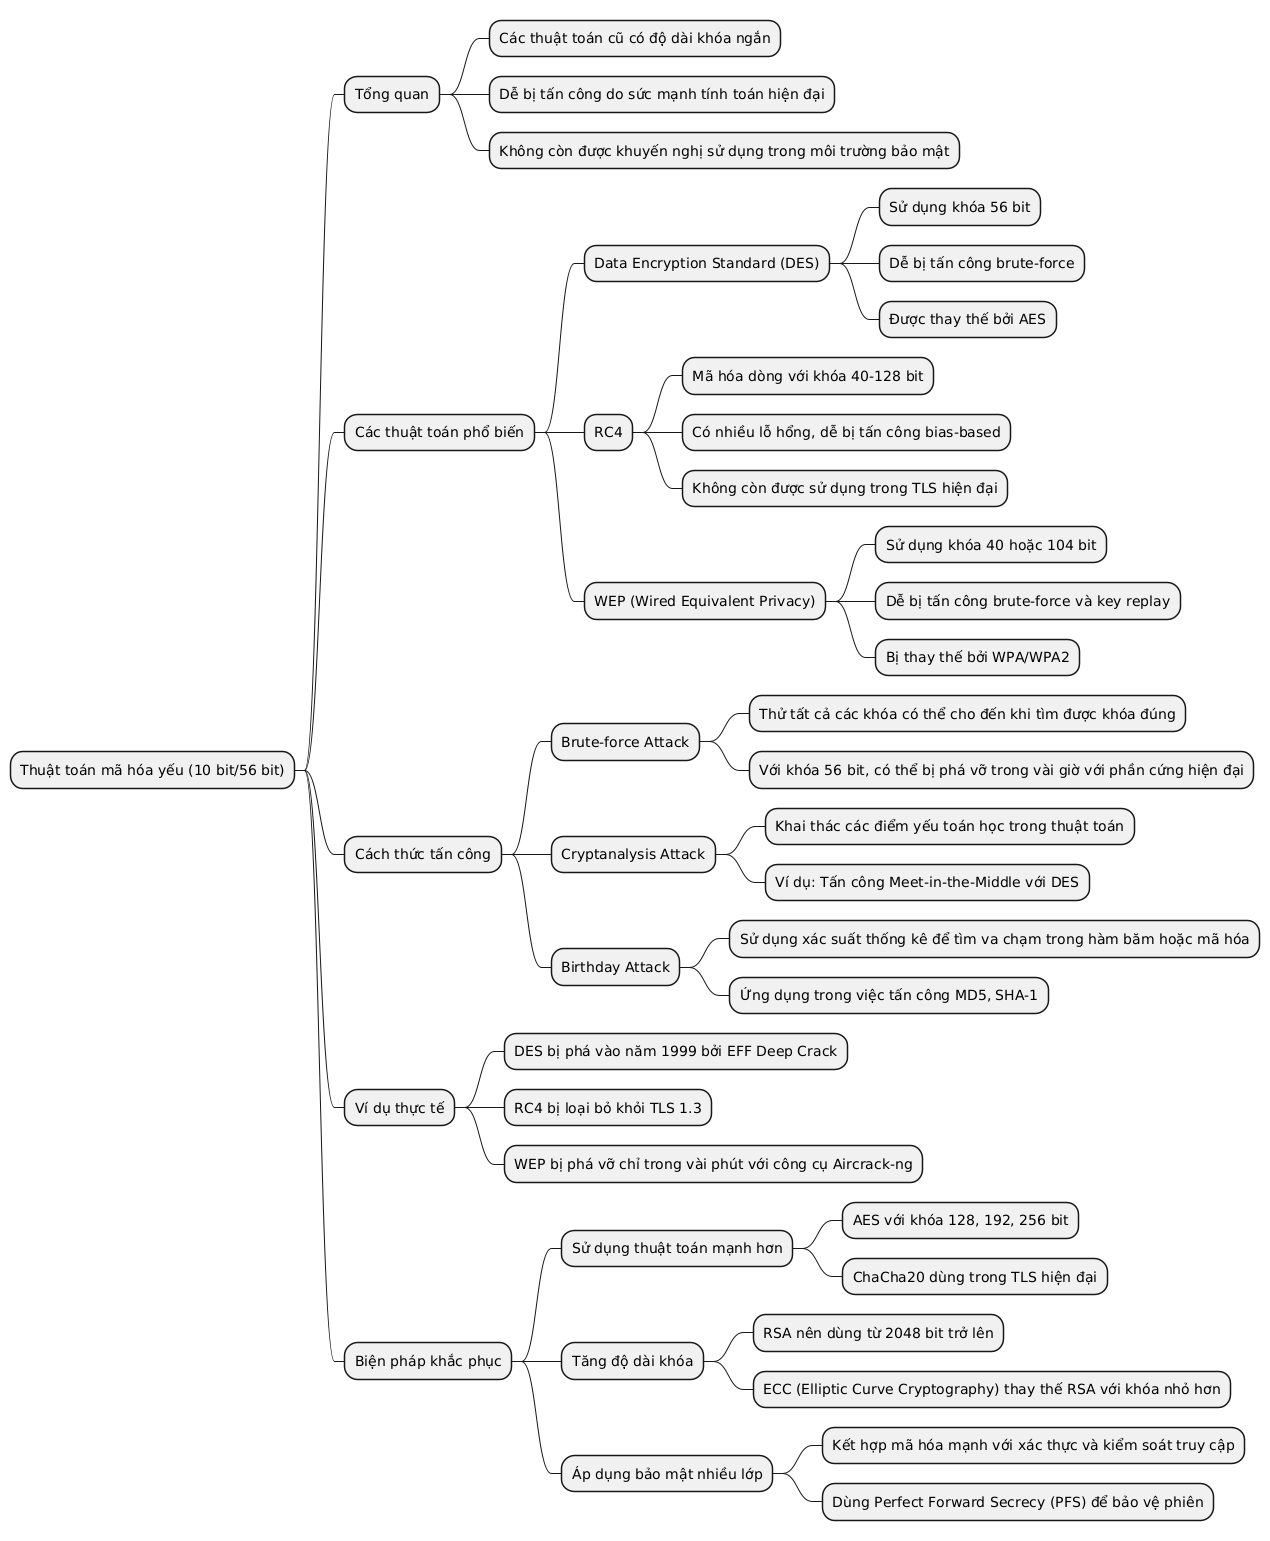 Thuật toán mã hóa yếu (10 bit/56 bit)
Tổng quan
Các thuật toán cũ có độ dài khóa ngắn
Dễ bị tấn công do sức mạnh tính toán hiện đại
Không còn được khuyến nghị sử dụng trong môi trường bảo mật
Các thuật toán phổ biến
Data Encryption Standard (DES)
Sử dụng khóa 56 bit
Dễ bị tấn công brute-force
Được thay thế bởi AES
RC4
Mã hóa dòng với khóa 40-128 bit
Có nhiều lỗ hổng, dễ bị tấn công bias-based
Không còn được sử dụng trong TLS hiện đại
WEP (Wired Equivalent Privacy)
Sử dụng khóa 40 hoặc 104 bit
Dễ bị tấn công brute-force và key replay
Bị thay thế bởi WPA/WPA2
Cách thức tấn công
Brute-force Attack
Thử tất cả các khóa có thể cho đến khi tìm được khóa đúng
Với khóa 56 bit, có thể bị phá vỡ trong vài giờ với phần cứng hiện đại
Cryptanalysis Attack
Khai thác các điểm yếu toán học trong thuật toán
Ví dụ: Tấn công Meet-in-the-Middle với DES
Birthday Attack
Sử dụng xác suất thống kê để tìm va chạm trong hàm băm hoặc mã hóa
Ứng dụng trong việc tấn công MD5, SHA-1
Ví dụ thực tế
DES bị phá vào năm 1999 bởi EFF Deep Crack
RC4 bị loại bỏ khỏi TLS 1.3
WEP bị phá vỡ chỉ trong vài phút với công cụ Aircrack-ng
Biện pháp khắc phục
Sử dụng thuật toán mạnh hơn
AES với khóa 128, 192, 256 bit
ChaCha20 dùng trong TLS hiện đại
Tăng độ dài khóa
RSA nên dùng từ 2048 bit trở lên
ECC (Elliptic Curve Cryptography) thay thế RSA với khóa nhỏ hơn
Áp dụng bảo mật nhiều lớp
Kết hợp mã hóa mạnh với xác thực và kiểm soát truy cập
Dùng Perfect Forward Secrecy (PFS) để bảo vệ phiên